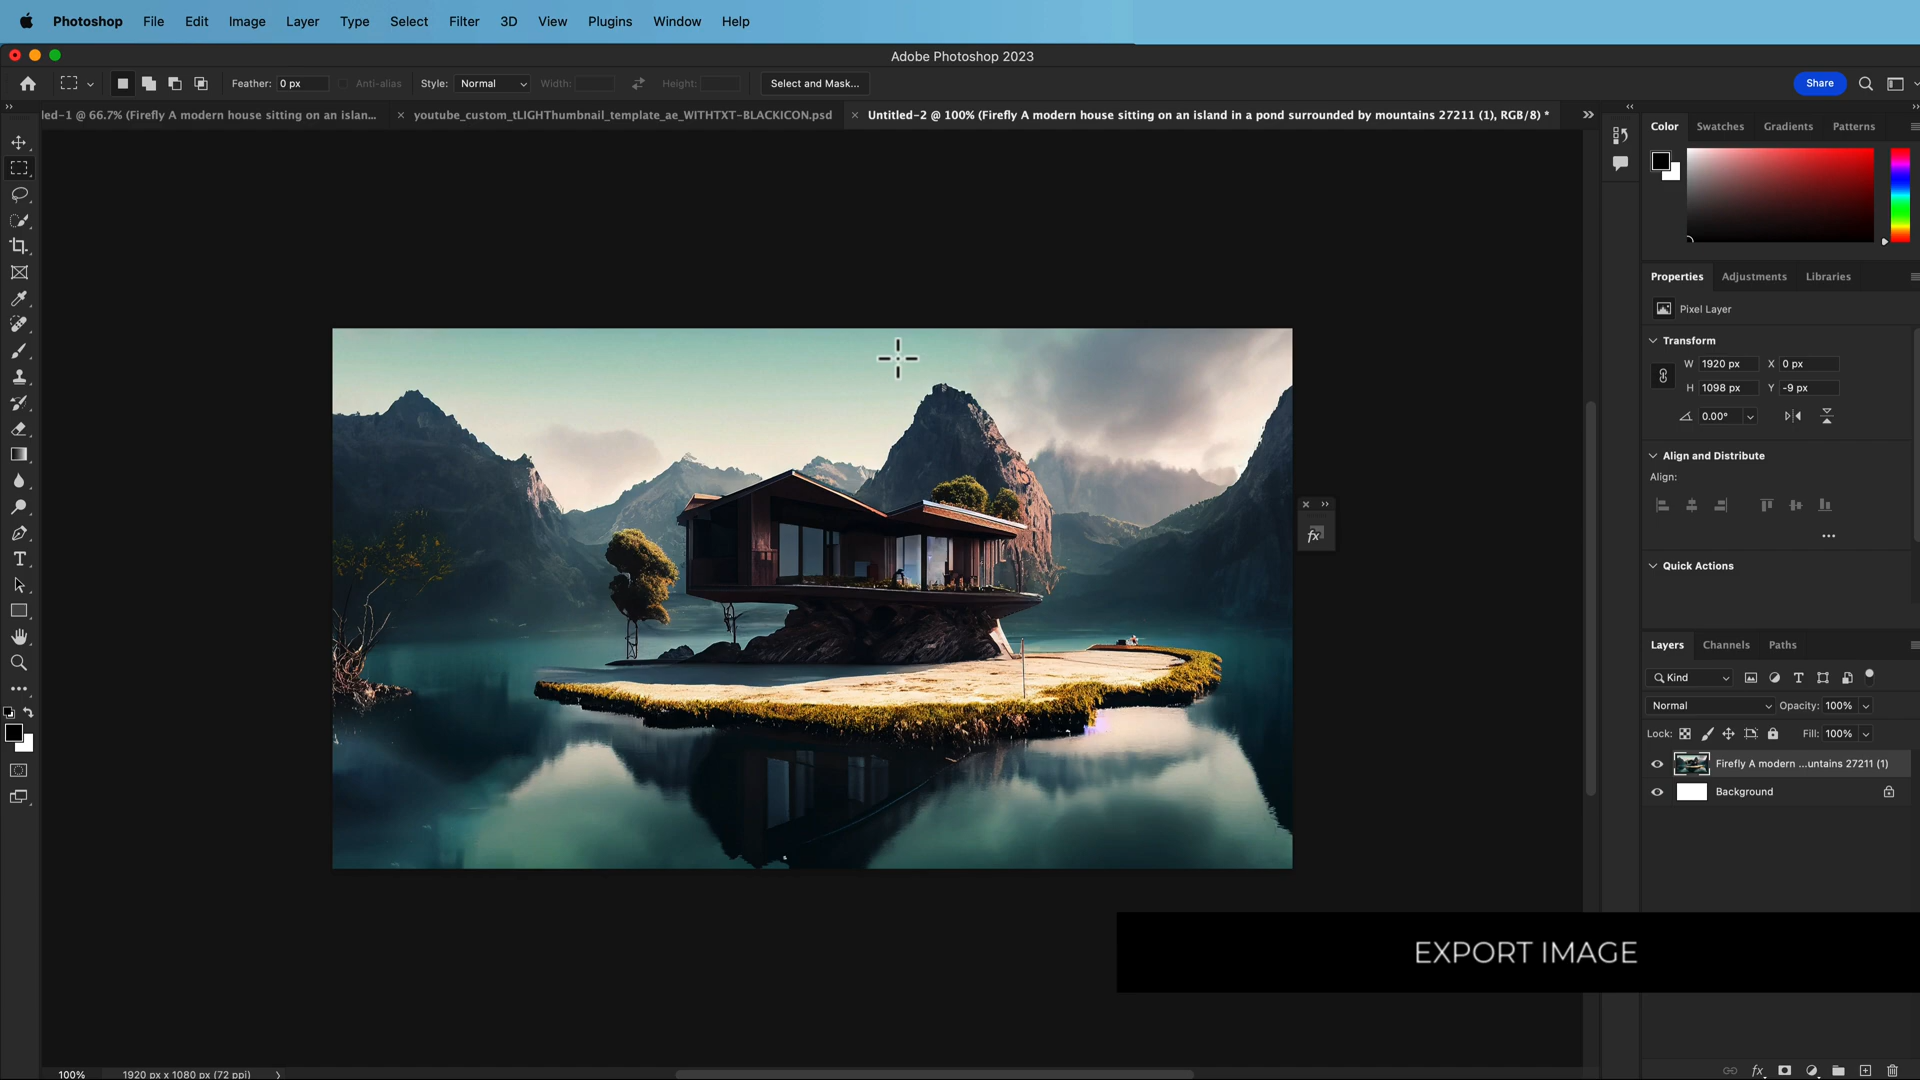 Photoshop File Edit Image Layer Type Select Filter 3D View Plugins Window Help
Adobe Photoshop 2023
Feather: 0 px Anti-alias Style: Normal Width: Height: Select and Mask... Share
led-1 @ 66.7% (Firefly A modern house sitting on an islan... youtube_custom_tLIGHThumbnail_template_ae_WITHTXT-BLACKICON.psd Untitled-2 @ 100% (Firefly A modern house sitting on an island in a pond surrounded by mountains 27211 (1), RGB/8) *
Color Swatches Gradients Patterns
Properties Adjustments Libraries
Pixel Layer
Transform
W 1920 px X 0 px
H 1098 px Y -9 px
0.00°
Align and Distribute
Align:
fx
Quick Actions
Layers Channels Paths
Kind
Normal Opacity: 100%
Lock: Fill: 100%
Firefly A modern ...untains 27211 (1)
Background
EXPORT IMAGE
100% 1920 px x 1080 px (72 ppi)
fx